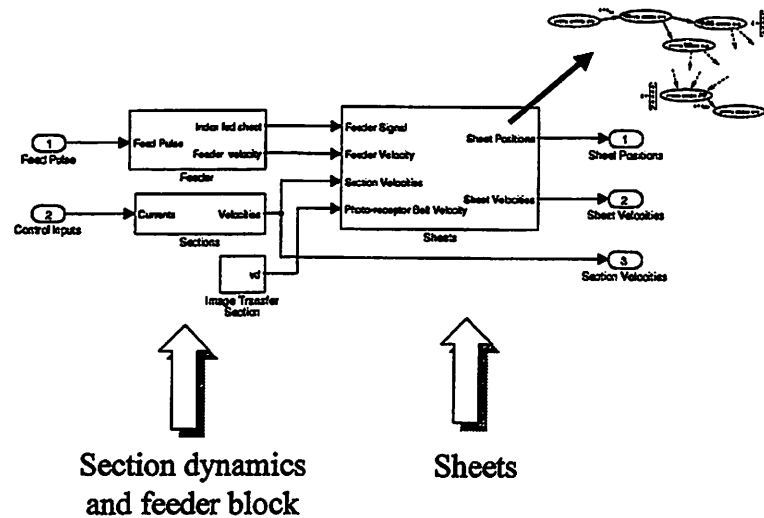 1
Feed Pulse
Feed Pulse
Index fed sheet
Feeder velocity
Feeder
2
Control Inputs
Currents
Velocities
Sections
vd
Image Transfer
Section
Feeder Signal
Feeder Velocity
Section Velocities
Photo-receptor Belt Velocity
Sheet Positions
Sheet Velocities
Sheets
1
Sheet Positions
2
Sheet Velocities
3
Section Velocities
Section dynamics
and feeder block
Sheets